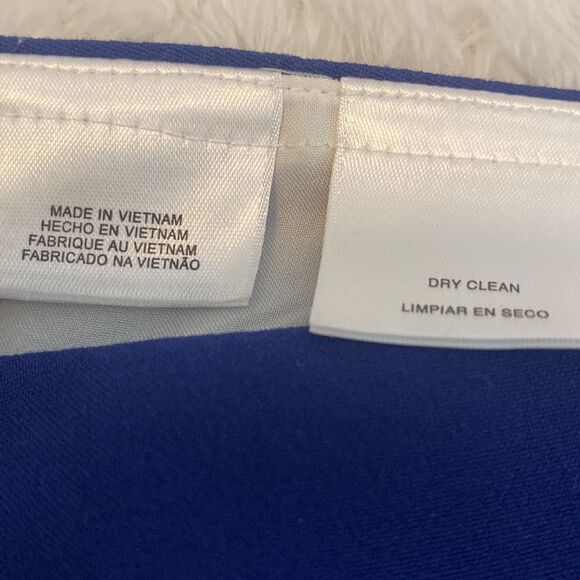 MADE IN VIETNAM
HECHO EN VIETNAM
FABRIQUE AU VIETNAM
FABRICADO NA VIETNÃO
DRY CLEAN
LIMPIAR EN SECO